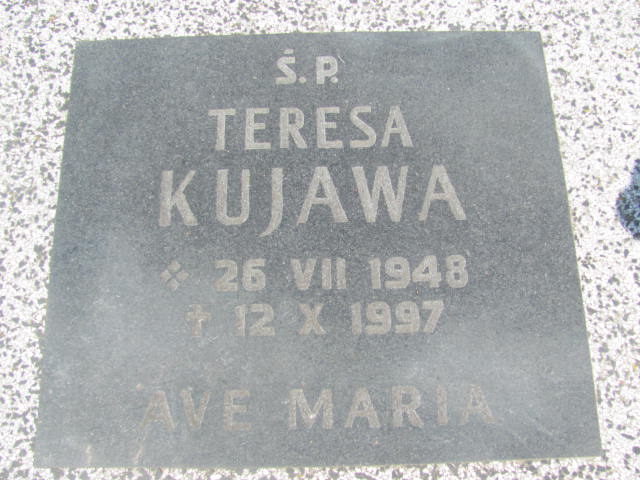 Ś.P.
TERESA
KUJAWA
26 VII 1948
✝ 12 X 1997
AVE MARIA